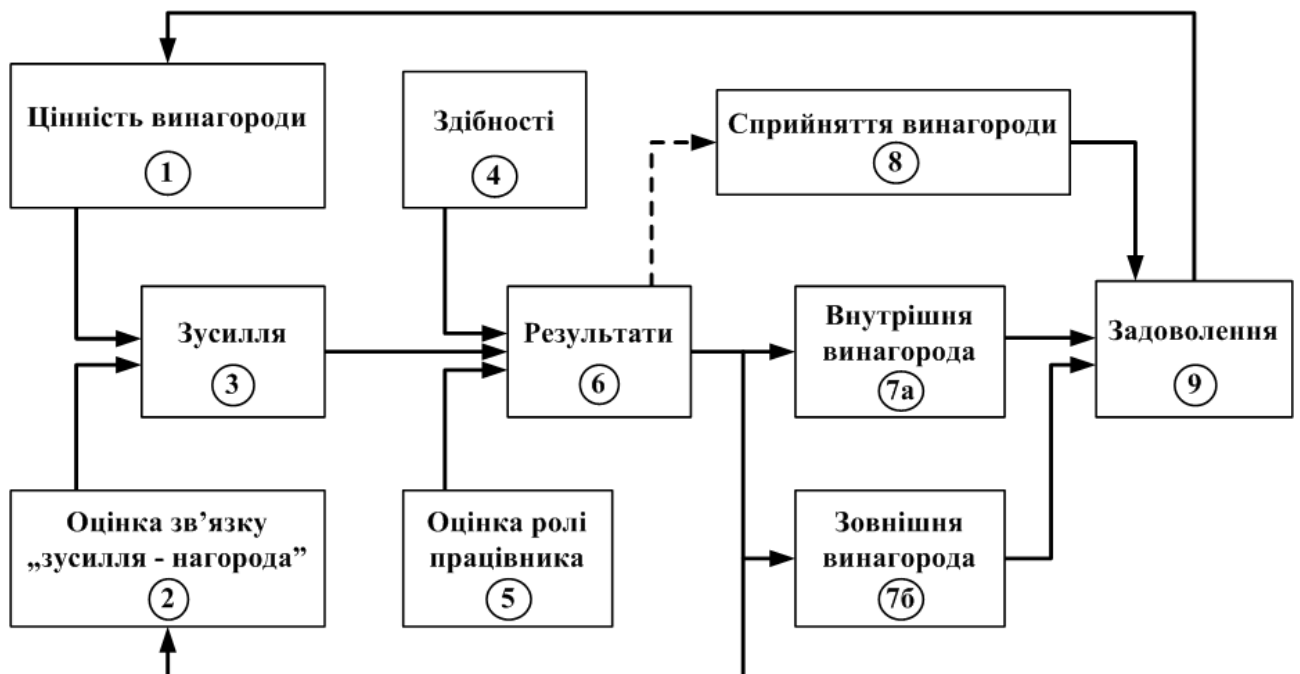 Цінність винагороди
1
Здібності
4
Сприйняття винагороди
8
Зусилля
3
Результати
6
Внутрішня
винагорода
7а
Задоволення
9
Оцінка зв’язку
„зусилля - нагорода”
2
Оцінка ролі
працівника
5
Зовнішня
винагорода
7б